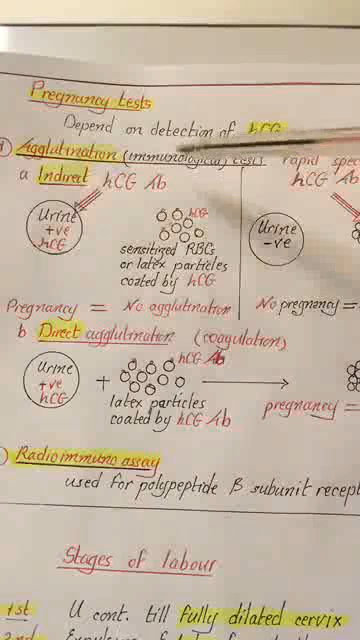 Pregnancy tests
Depend on detection of hCG
Agglutination (immunological) tests rapid
a Indirect hCG Ab hCG Ab
Urine +ve hCG
hCG
sensitized RBCs or latex particles coated by hCG
Urine -ve
Pregnancy = No agglutination No pregnancy =
b Direct agglutination (coagulation)
hCG Ab
Urine +ve hCG + latex particles coated by hCG Ab
pregnancy =
Radioimmuno assay
used for polypeptide B subunit
Stages of labour
1st U cont. till fully dilated cervix
2nd